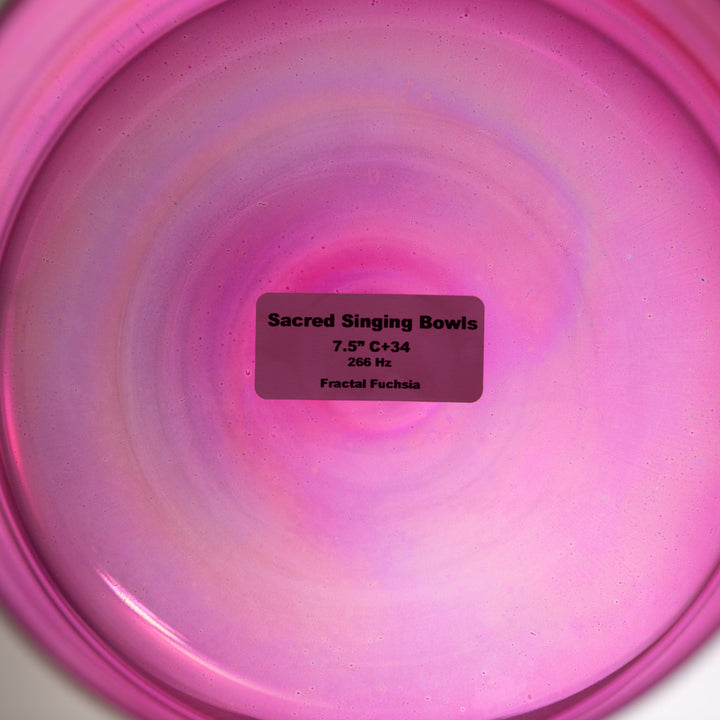 Sacred Singing Bowls
7.5” C+34
266 Hz
Fractal Fuchsia